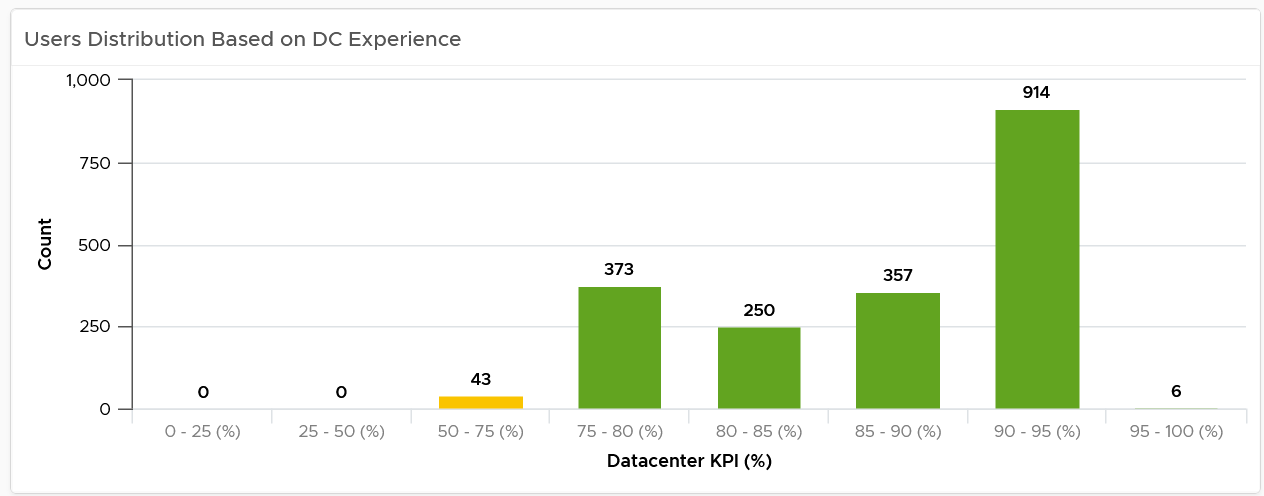 Users Distribution Based on DC Experience
1,000
750
500
250
0
Count
0
0
43
373
250
357
914
6
0 - 25 (%)
25 - 50 (%)
50 - 75 (%)
75 - 80 (%)
80 - 85 (%)
85 - 90 (%)
90 - 95 (%)
95 - 100 (%)
Datacenter KPI (%)